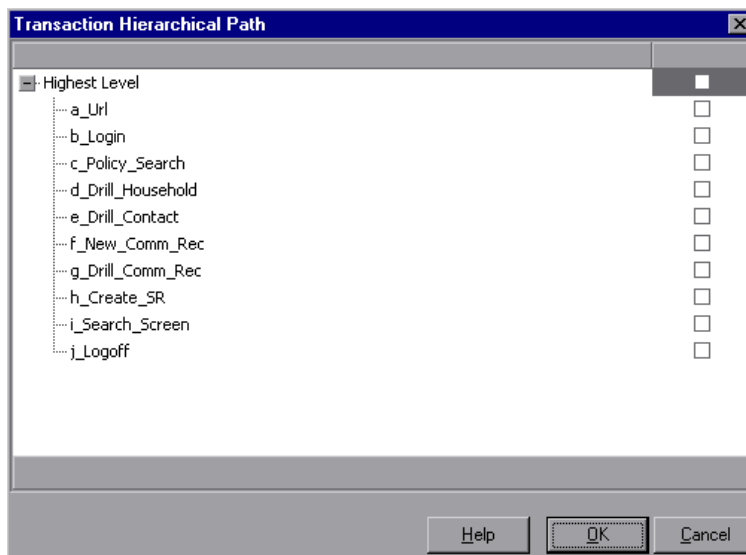 Transaction Hierarchical Path
Highest Level
a_Url
b_Login
c_Policy_Search
d_Drill_Household
e_Drill_Contact
f_New_Comm_Rec
g_Drill_Comm_Rec
h_Create_SR
i_Search_Screen
j_Logoff
Help OK Cancel